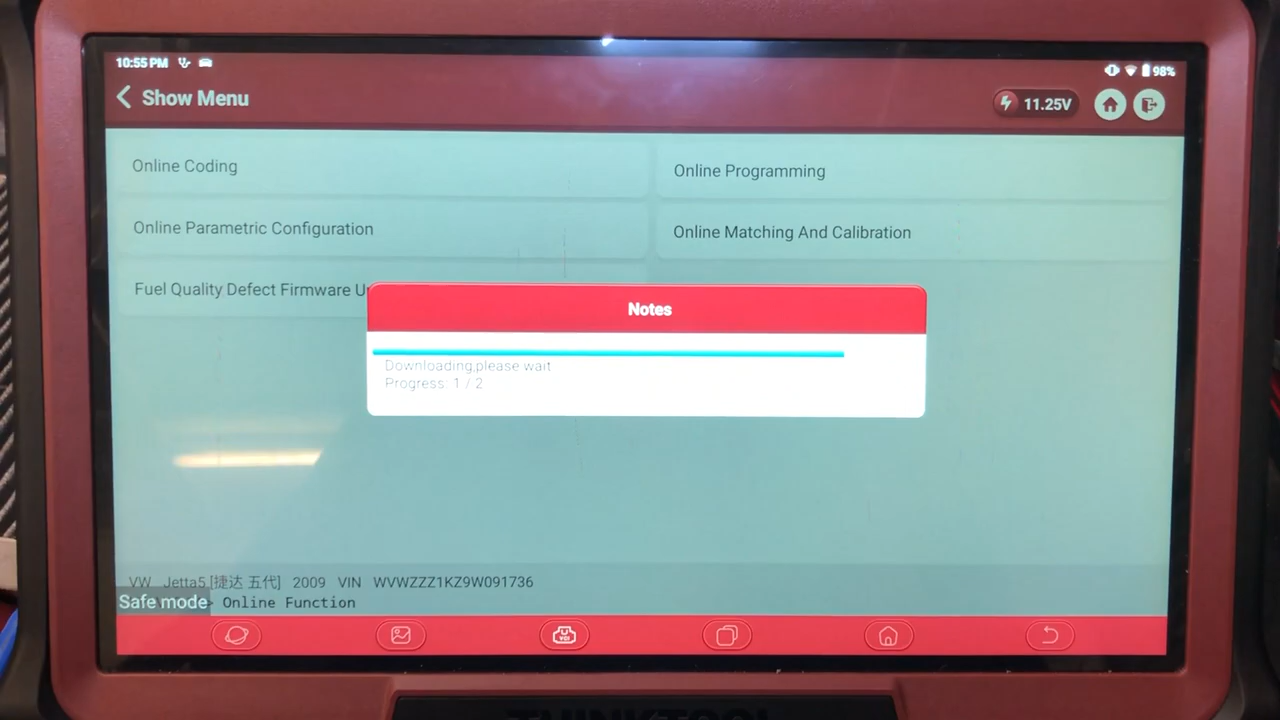 10:55 PM
98%
Show Menu
11.25V
Online Coding
Online Programming
Online Parametric Configuration
Online Matching And Calibration
Fuel Quality Defect Firmware
Notes
Downloading,please wait
Progress: 1 / 2
VW Jetta5 [捷达 五代] 2009 VIN WVWZZZ1KZ9W091736
Safe mode > Online Function
VCI
THINKTOOL